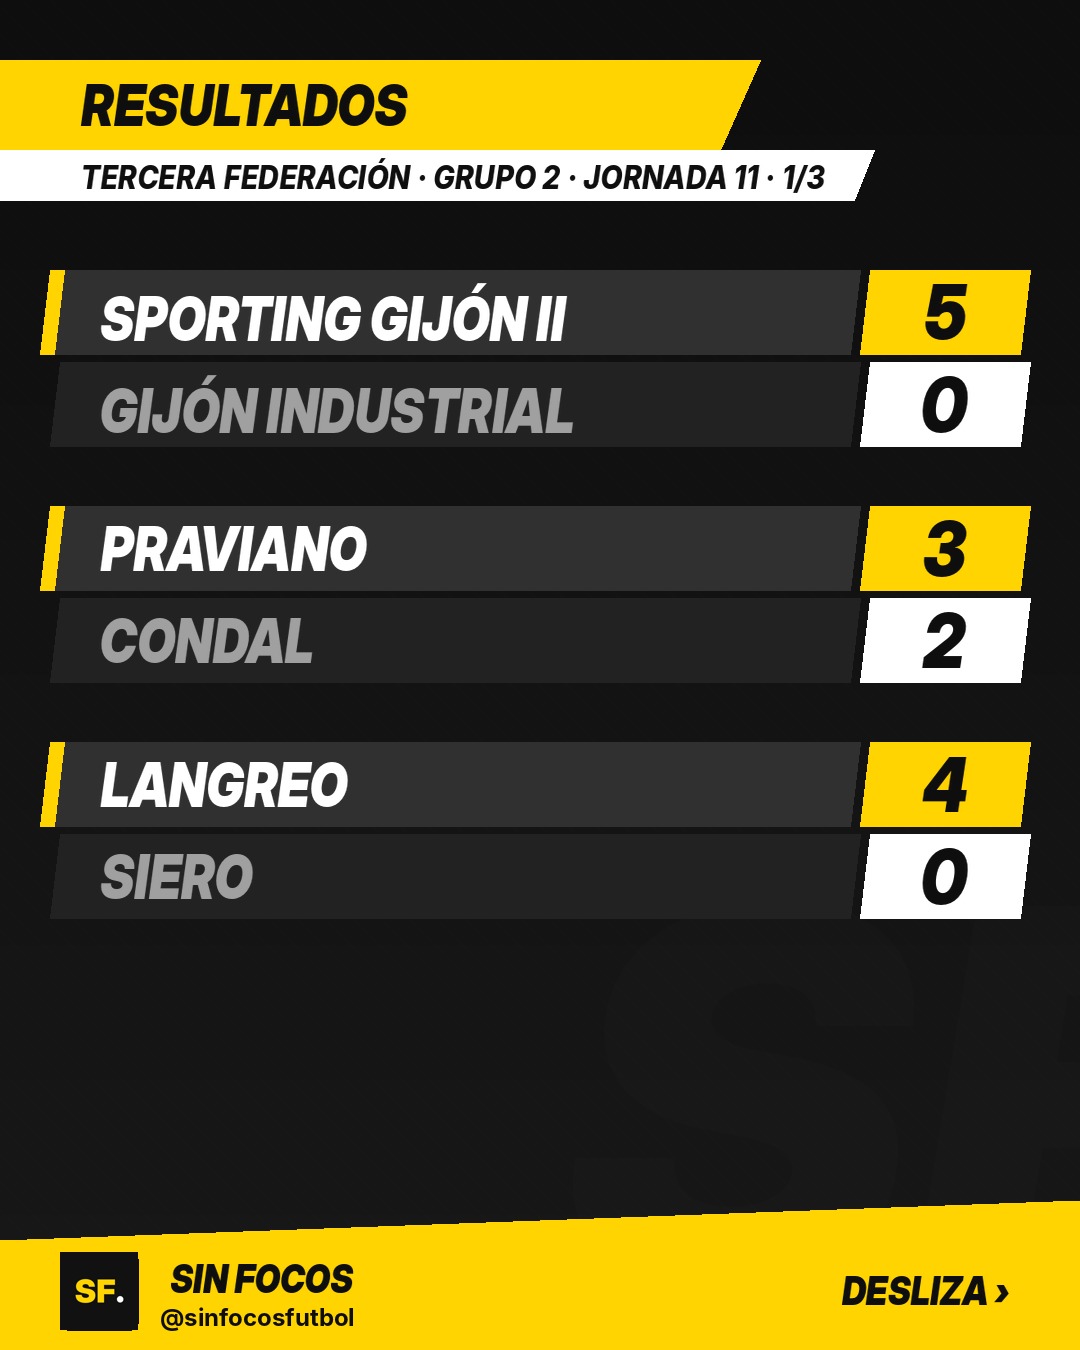 RESULTADOS
TERCERA FEDERACIÓN · GRUPO 2 · JORNADA 11 · 1/3
SPORTING GIJÓN II 5
GIJÓN INDUSTRIAL 0
PRAVIANO 3
CONDAL 2
LANGREO 4
SIERO 0
SF.
SIN FOCOS
@sinfocosfutbol
DESLIZA ›